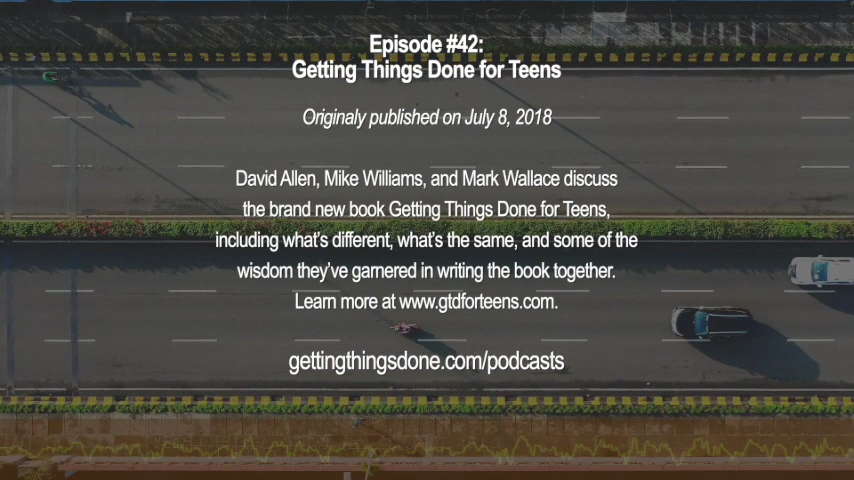 Episode #42:
Getting Things Done for Teens
Originaly published on July 8, 2018
David Allen, Mike Williams, and Mark Wallace discuss
the brand new book Getting Things Done for Teens,
including what's different, what's the same, and some of the
wisdom they've garnered in writing the book together.
Learn more at www.gtdforteens.com.
gettingthingsdone.com/podcasts